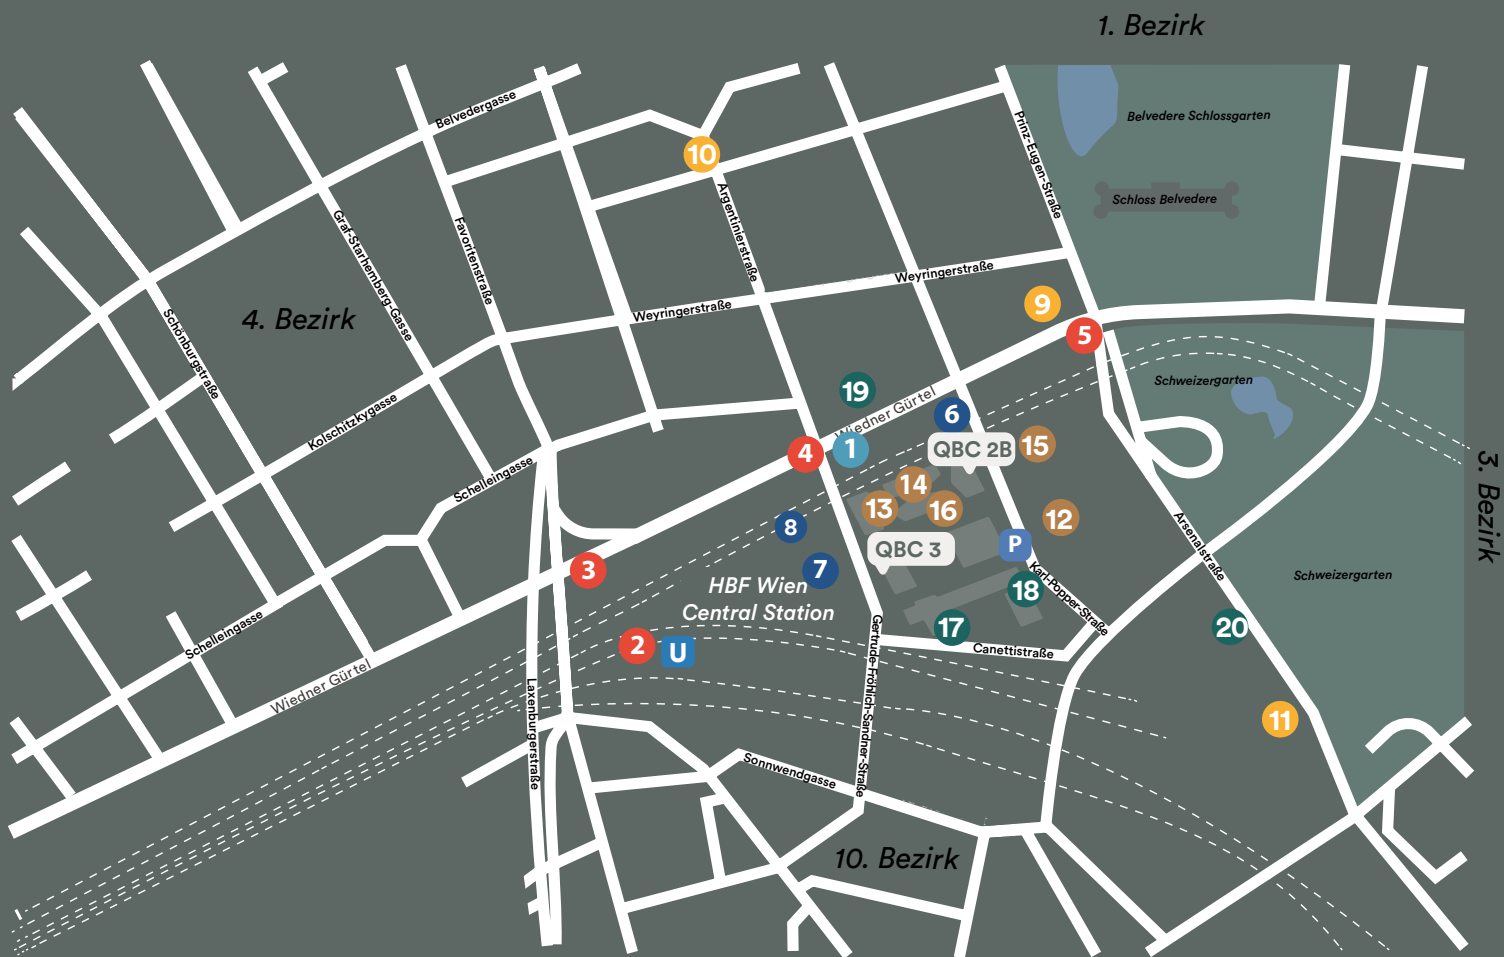 1. Bezirk
Belvedergasse
Belvedere Schlossgarten
Prinz-Eugen-Straße
10
Schloss Belvedere
Argentinierstraße
Graf-Starhemberg-Gasse
Favoritenstraße
Weyringerstraße
Weyringerstraße
4. Bezirk
9
5
Schönburgstraße
Schweizergarten
19
Wiedner Gürtel
Kolschitzkygasse
6
4
1
QBC 2B
15
3. Bezirk
Schelleingasse
14
13
16
12
8
QBC 3
P
Arsenalstraße
3
7
HBF Wien
Central Station
Karl-Popper-Straße
18
Schweizergarten
Schelleingasse
17
20
2
U
Canettistraße
Gertrude-Fröhlich-Sandner-Straße
Wiedner Gürtel
Laxenburgerstraße
11
Sonnwendgasse
10. Bezirk